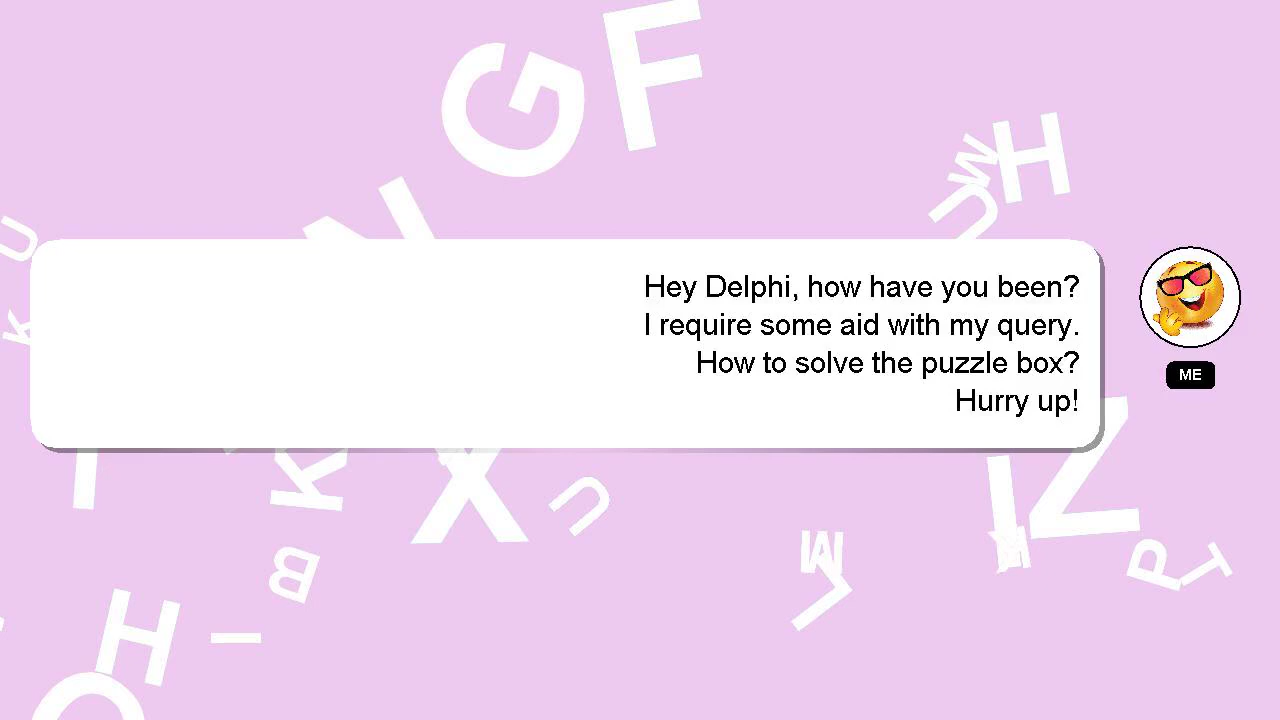 Hey Delphi, how have you been?
I require some aid with my query.
How to solve the puzzle box?
Hurry up!
ME